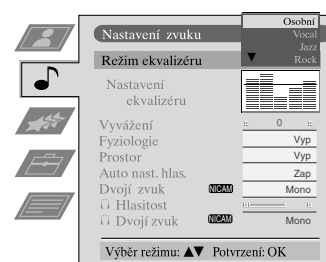 Nastavení zvuku
Osobní
Vocal
Jazz
Rock
Režim ekvalizéru
Nastavení
ekvalizéru
Vyvážení 0
Fyziologie Vyp
Prostor Vyp
Auto nast. hlas. Zap
Dvojí zvuk NICAM Mono
Hlasitost
Dvojí zvuk NICAM Mono
Výběr režimu: ▲▼ Potvrzení: OK